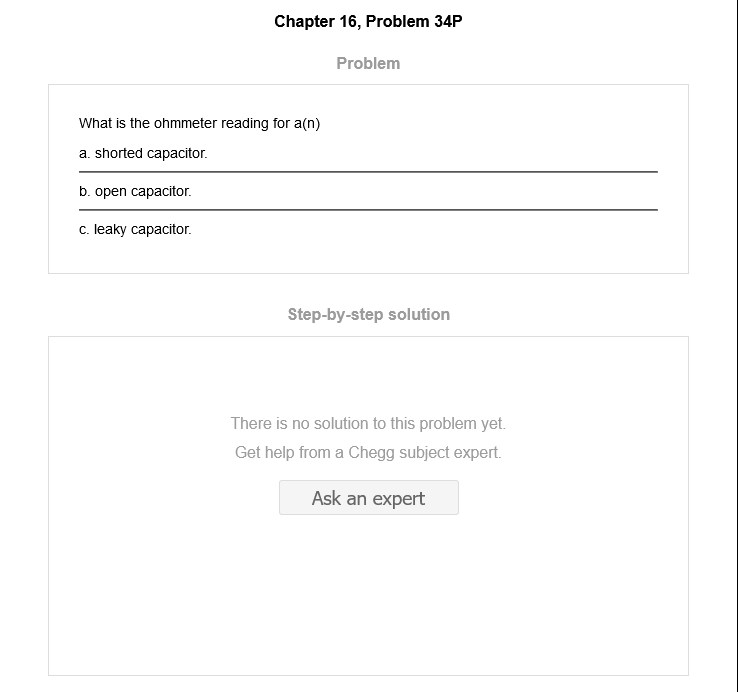 Chapter 16, Problem 34P
Problem
What is the ohmmeter reading for a(n)
a. shorted capacitor.
b. open capacitor.
c. leaky capacitor.
Step-by-step solution
There is no solution to this problem yet.
Get help from a Chegg subject expert.
Ask an expert